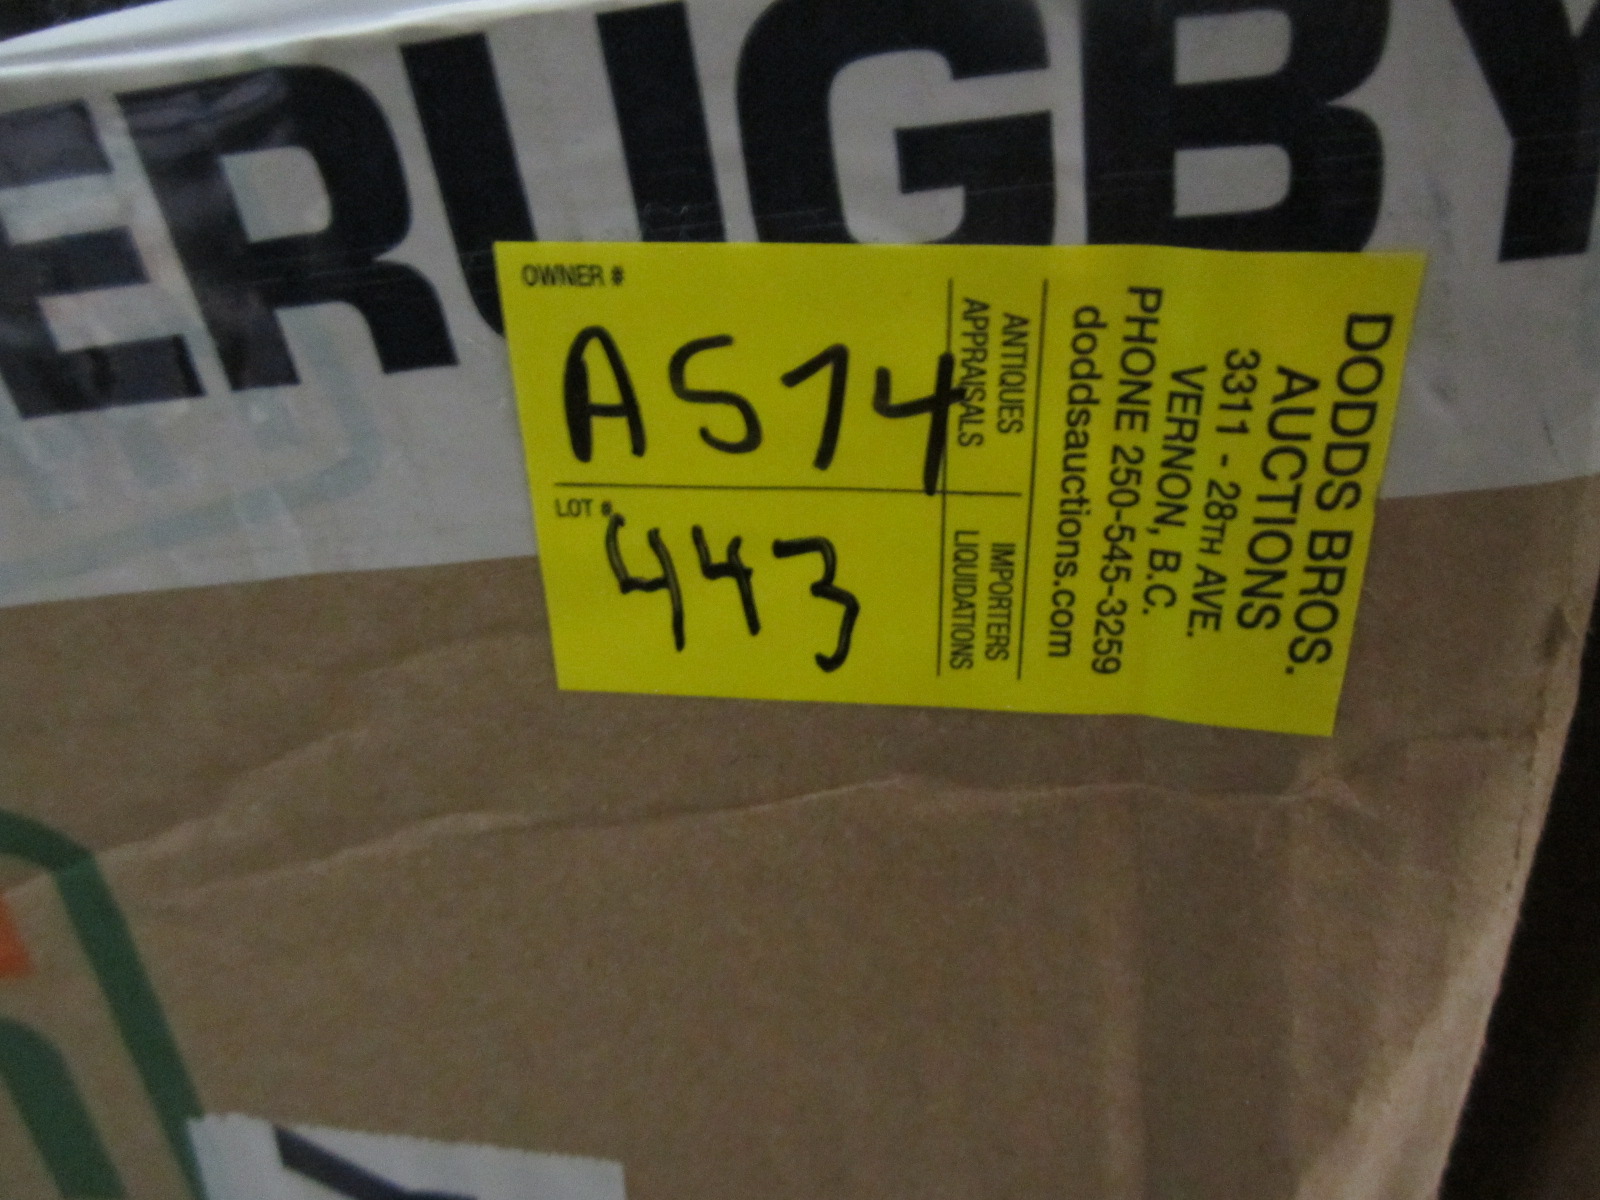 ERUGBY
OWNER #
A574
LOT #
443
DODDS BROS.
AUCTIONS
3311 - 28TH AVE.
VERNON, B.C.
PHONE 250-545-3259
doddsauctions.com
ANTIQUES IMPORTERS
APPRAISALS LIQUIDATIONS